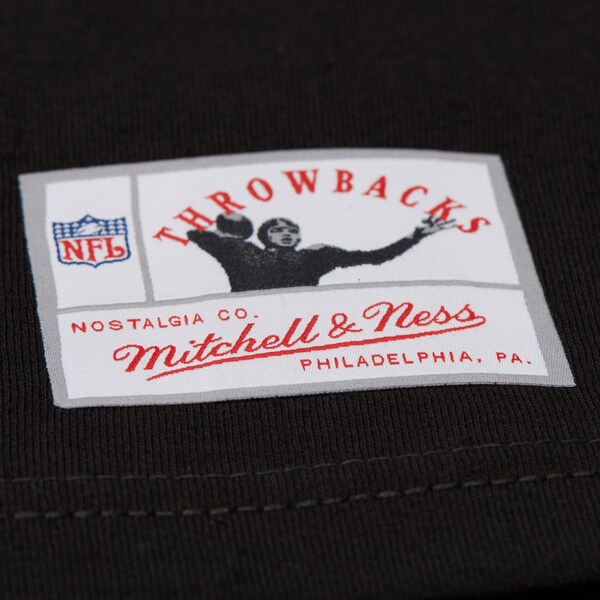 THROWBACKS
NFL
NOSTALGIA CO.
Mitchell & Ness
PHILADELPHIA, PA.